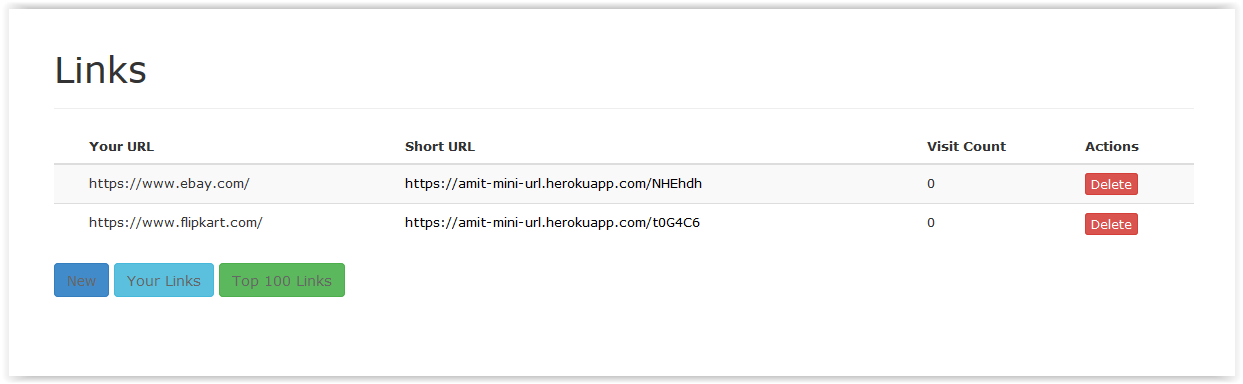 Links
Your URL Short URL Visit Count Actions
https://www.ebay.com/ https://amit-mini-url.herokuapp.com/NHEhdh 0 Delete
https://www.flipkart.com/ https://amit-mini-url.herokuapp.com/t0G4C6 0 Delete
New Your Links Top 100 Links